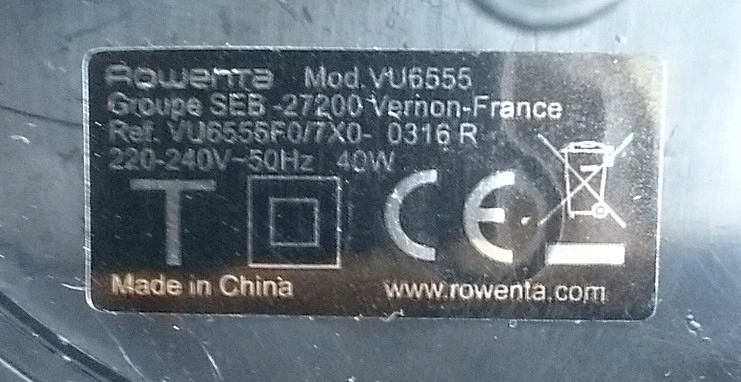 Rowenta Mod. VU6555
Groupe SEB -27200 Vernon-France
Ref. VU6555F0/7X0- 0316 R
220-240V~50Hz 40W
T CE
Made in China www.rowenta.com